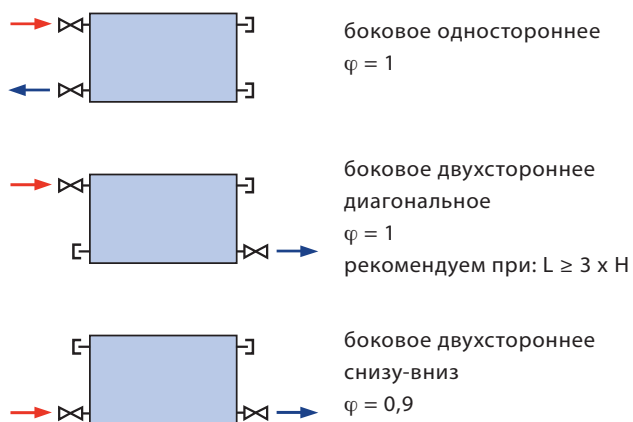 боковое одностороннее
φ = 1
боковое двухстороннее
диагональное
φ = 1
рекомендуем при: L ≥ 3 x H
боковое двухстороннее
снизу-вниз
φ = 0,9